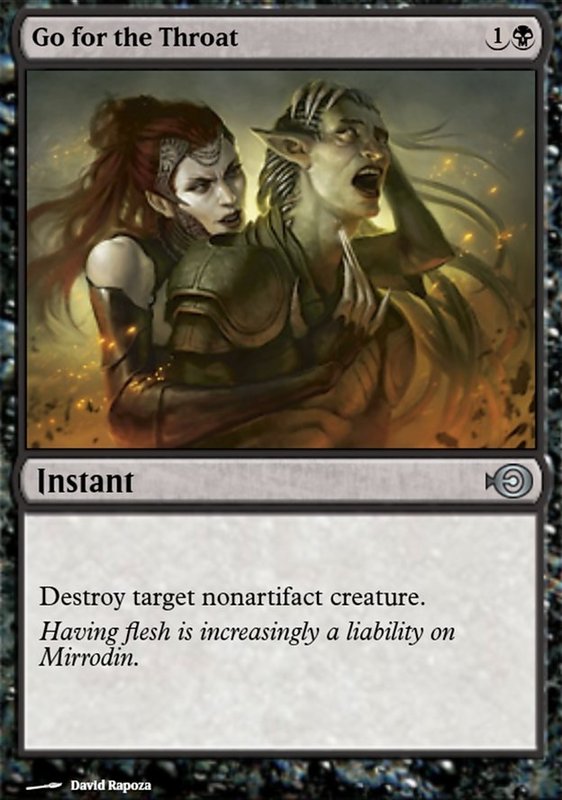 Go for the Throat 1
Instant
Destroy target nonartifact creature.
Having flesh is increasingly a liability on
Mirrodin.
David Rapoza